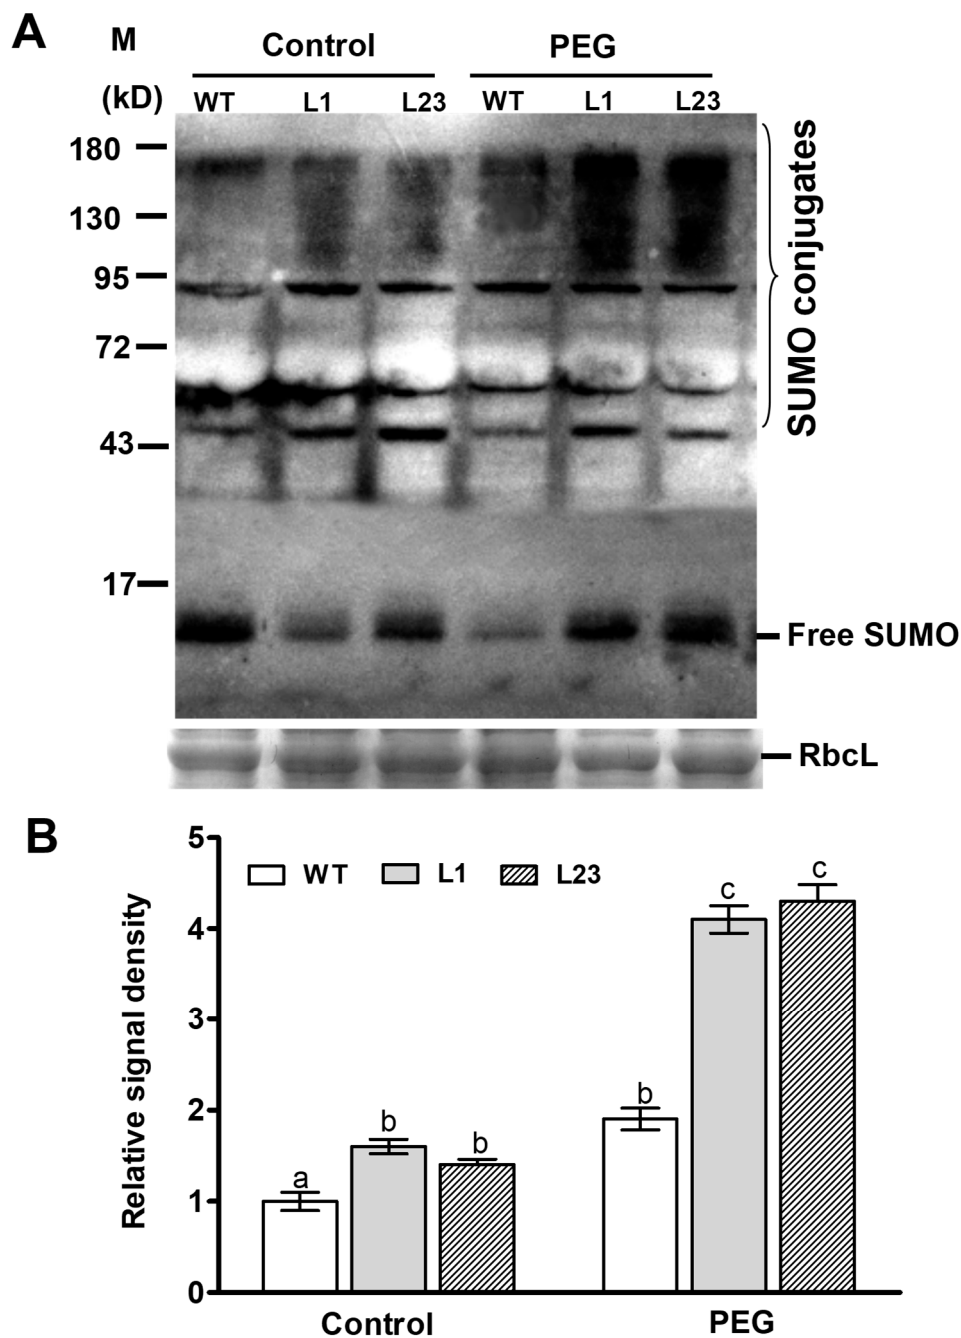 A
M
Control
PEG
(kD)
WT
L1
L23
WT
L1
L23
180
130
95
72
43
17
SUMO conjugates
Free SUMO
RbcL
B
5
4
3
2
1
0
Relative signal density
WT
L1
L23
a
b
b
b
c
c
Control
PEG